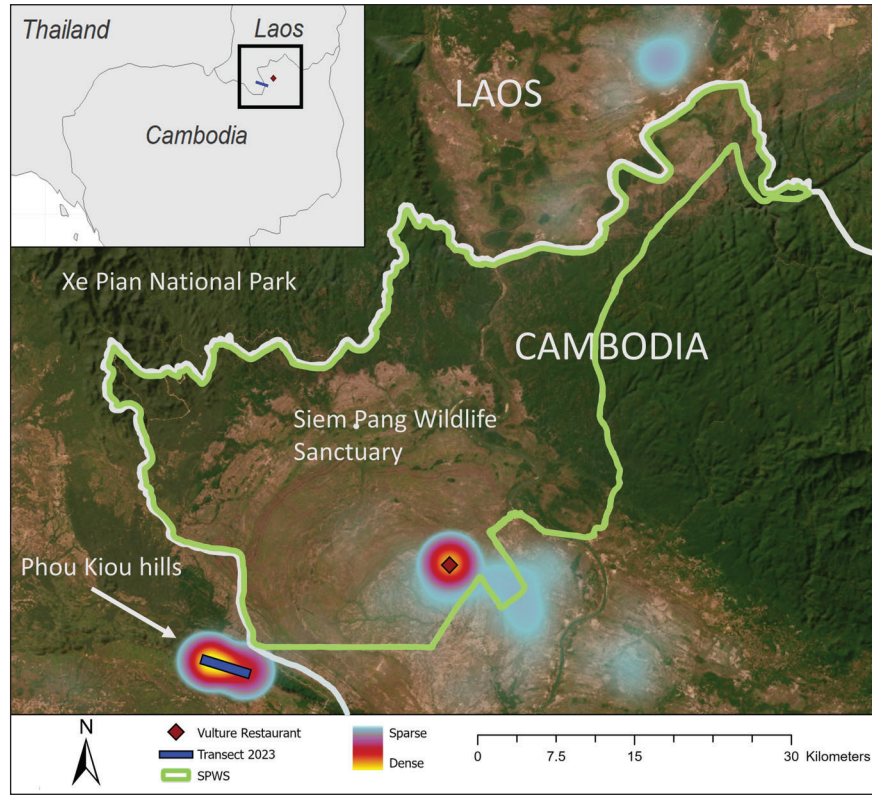 Thailand
Laos
Cambodia
LAOS
Xe Pian National Park
CAMBODIA
Siem Pang Wildlife
Sanctuary
Phou Kiou hills
N
Vulture Restaurant
Transect 2023
SPWS
Sparse
Dense
0 7.5 15 30 Kilometers